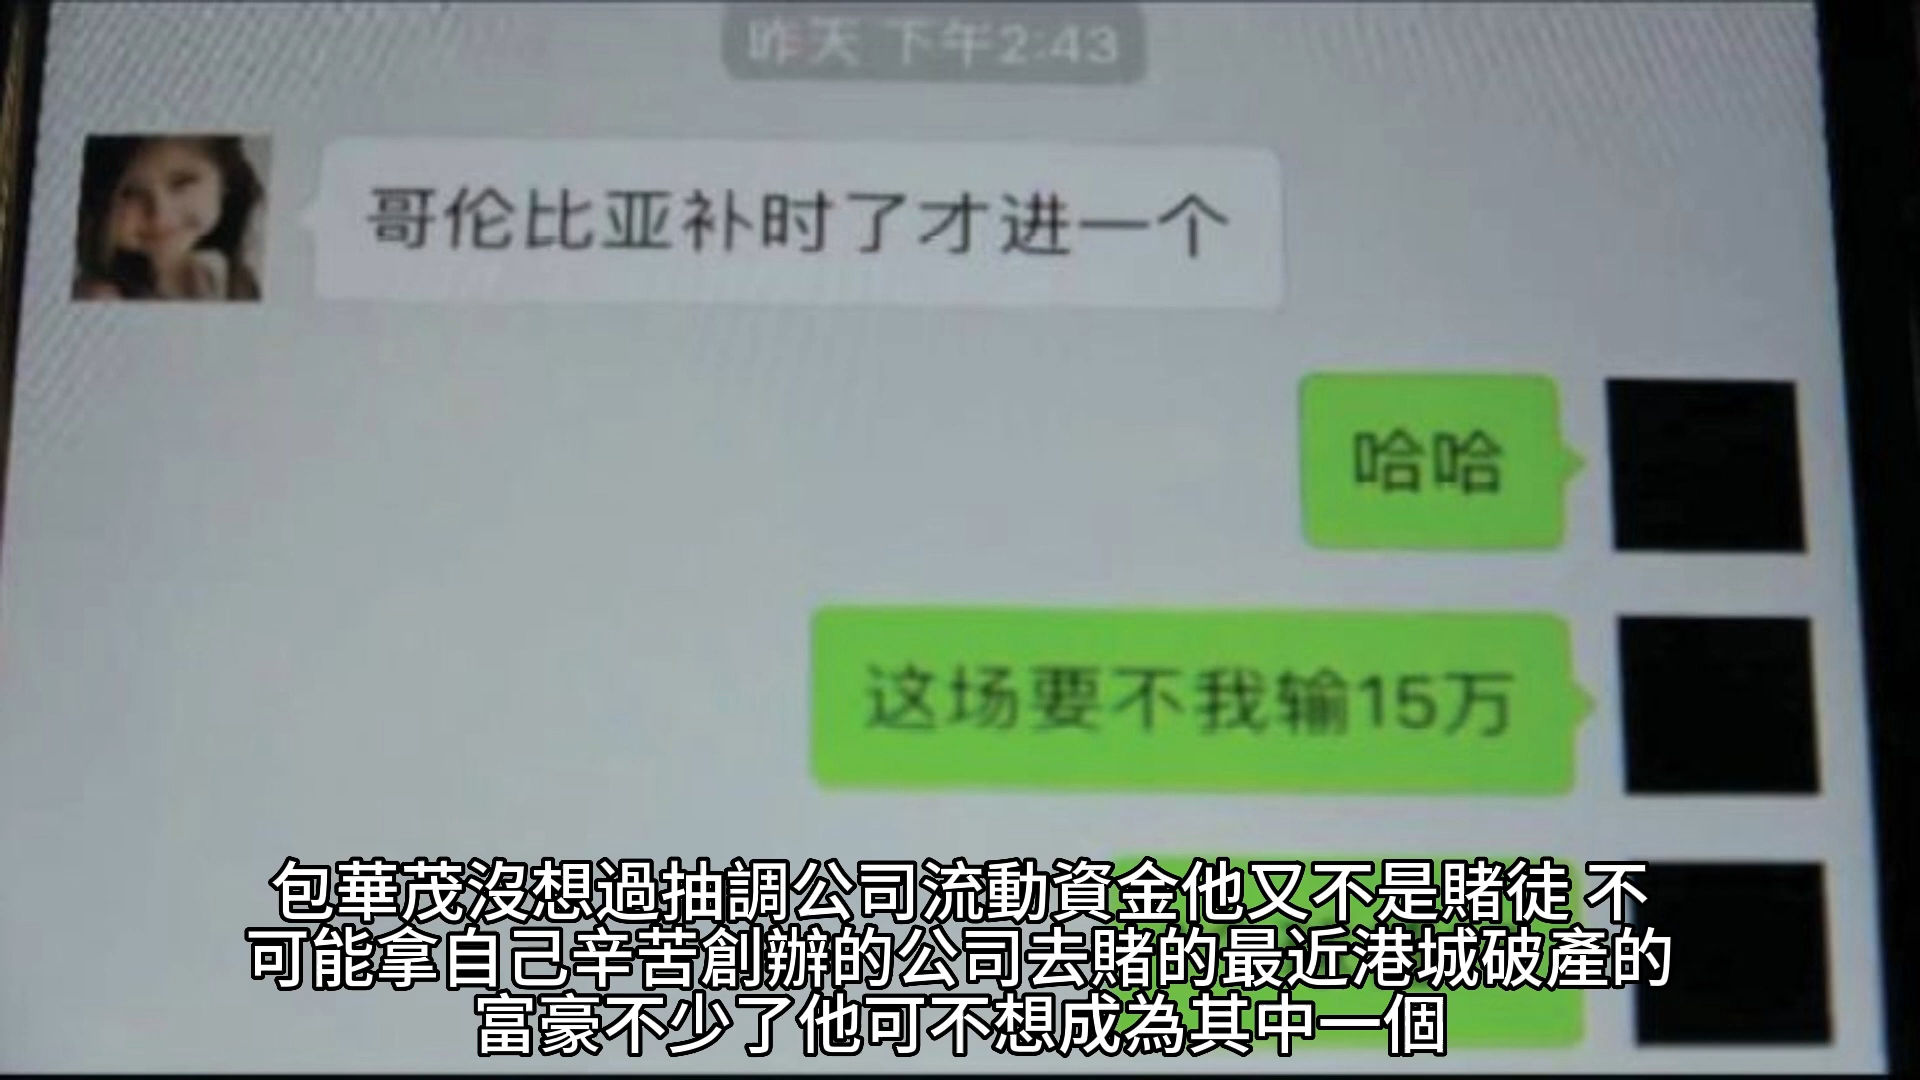 昨天 下午2:43
哥伦比亚补时了才进一个
哈哈
这场要不我输15万
包華茂沒想過抽調公司流動資金他又不是賭徒 不
可能拿自己辛苦創辦的公司去賭的最近港城破產的
富豪不少了他可不想成為其中一個